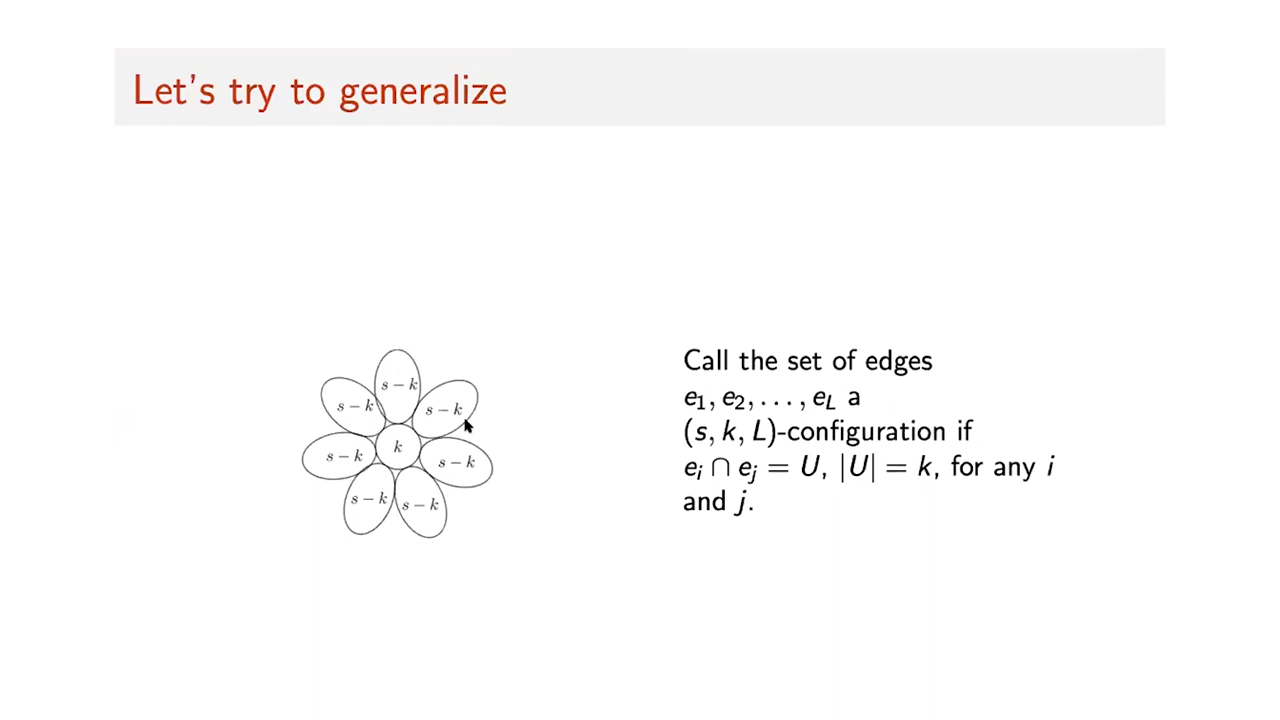 Let's try to generalize
s − k
s − k
s − k
k
s − k
s − k
s − k
s − k
Call the set of edges
e₁, e₂, . . . , e_L a
(s, k, L)-configuration if
eᵢ ∩ eⱼ = U, |U| = k, for any i
and j.